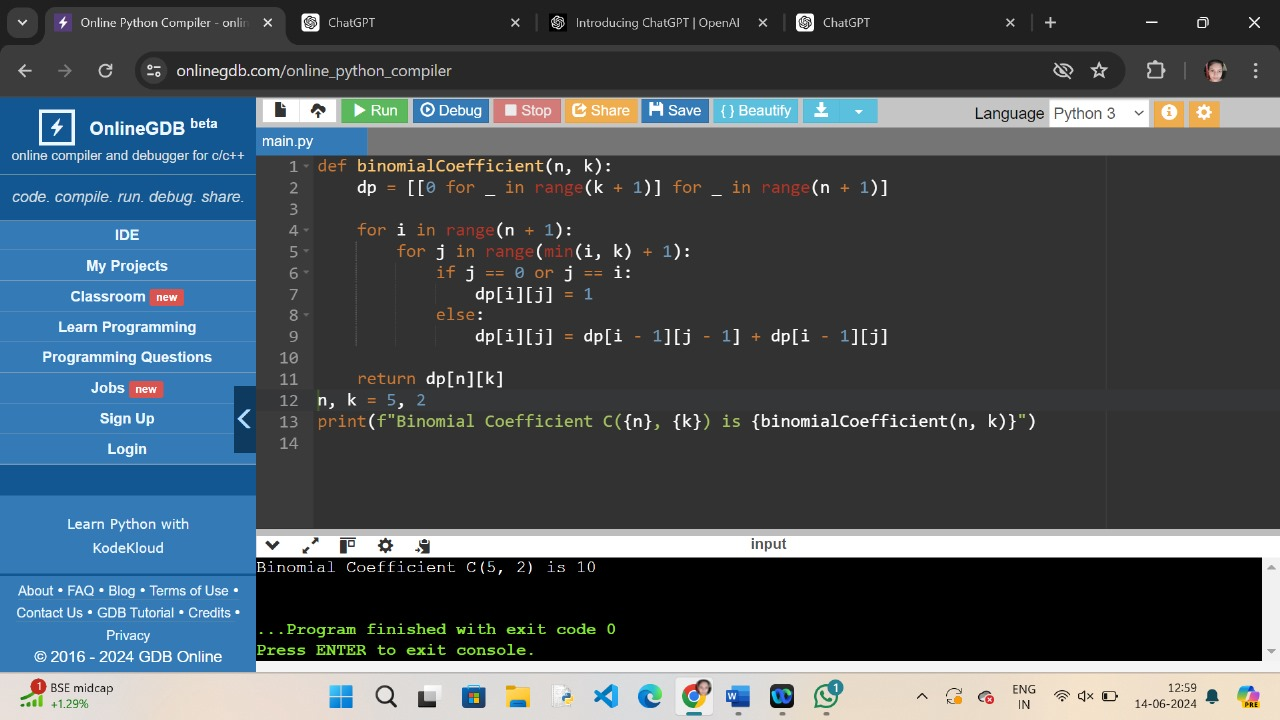 Online Python Compiler - onlin
ChatGPT
Introducing ChatGPT | OpenAI
ChatGPT
onlinegdb.com/online_python_compiler
OnlineGDB beta
online compiler and debugger for c/c++
code. compile. run. debug. share.
IDE
My Projects
Classroom new
Learn Programming
Programming Questions
Jobs new
Sign Up
Login
Learn Python with
KodeKloud
About • FAQ • Blog • Terms of Use •
Contact Us • GDB Tutorial • Credits •
Privacy
© 2016 - 2024 GDB Online
Run Debug Stop Share Save { } Beautify
Language Python 3
main.py
1 def binomialCoefficient(n, k):
2     dp = [[0 for _ in range(k + 1)] for _ in range(n + 1)]
3
4     for i in range(n + 1):
5         for j in range(min(i, k) + 1):
6             if j == 0 or j == i:
7                 dp[i][j] = 1
8             else:
9                 dp[i][j] = dp[i - 1][j - 1] + dp[i - 1][j]
10
11     return dp[n][k]
12 n, k = 5, 2
13 print(f"Binomial Coefficient C({n}, {k}) is {binomialCoefficient(n, k)}")
14
input
Binomial Coefficient C(5, 2) is 10
...Program finished with exit code 0
Press ENTER to exit console.
1
BSE midcap
+1.29%
W
1
ENG
IN
12:59
14-06-2024
PRE